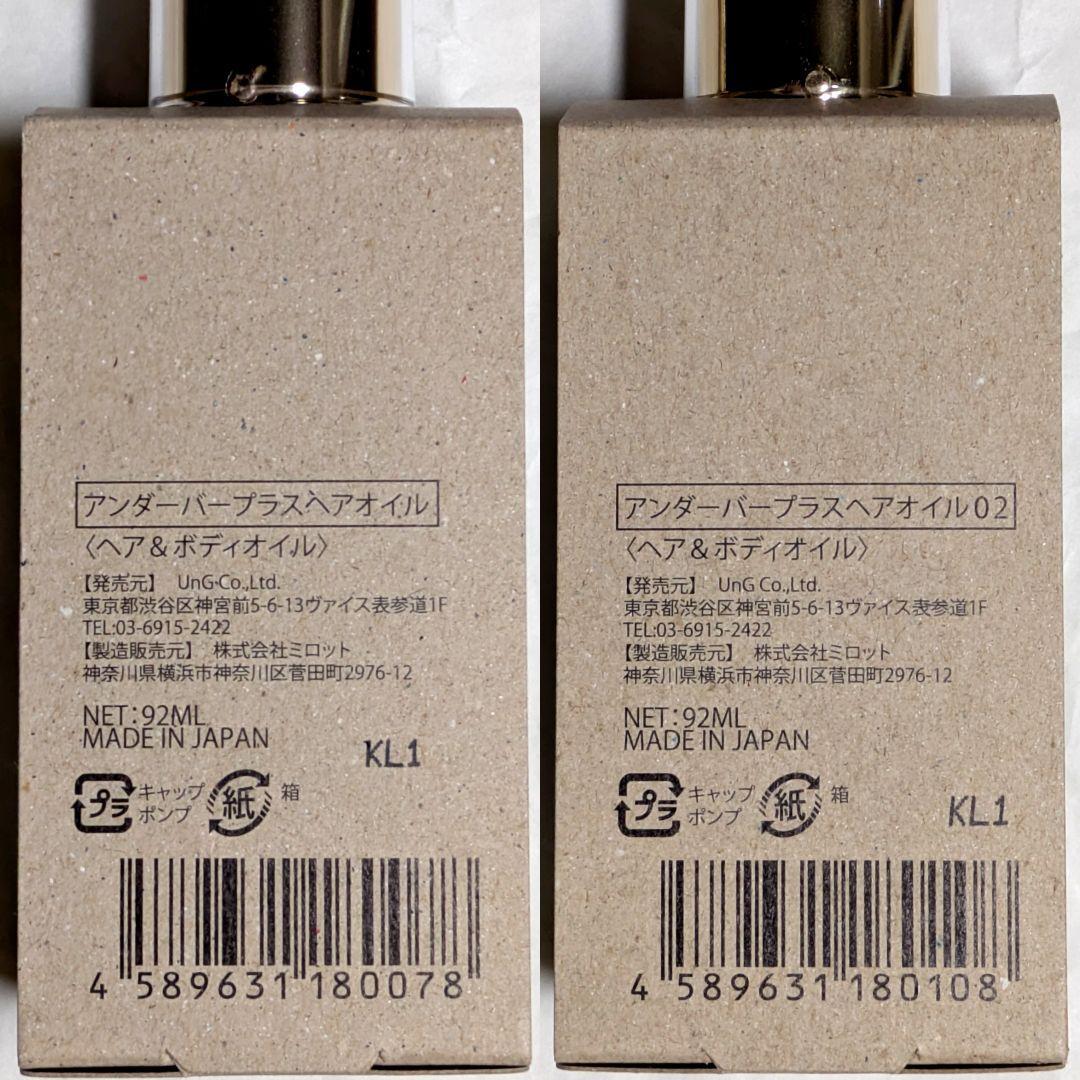 アンダーバープラスヘアオイル
〈ヘア＆ボディオイル〉
【発売元】 UnG Co.,Ltd.
東京都渋谷区神宮前5-6-13ヴァイス表参道1F
TEL:03-6915-2422
【製造販売元】 株式会社ミロット
神奈川県横浜市神奈川区菅田町2976-12
NET：92ML
MADE IN JAPAN
KL1
プラ キャップ 紙 箱
ポンプ
4 589631 180078
アンダーバープラスヘアオイル02
〈ヘア＆ボディオイル〉
【発売元】 UnG Co.,Ltd.
東京都渋谷区神宮前5-6-13ヴァイス表参道1F
TEL:03-6915-2422
【製造販売元】 株式会社ミロット
神奈川県横浜市神奈川区菅田町2976-12
NET：92ML
MADE IN JAPAN
プラ キャップ 紙 箱
ポンプ
KL1
4 589631 180108